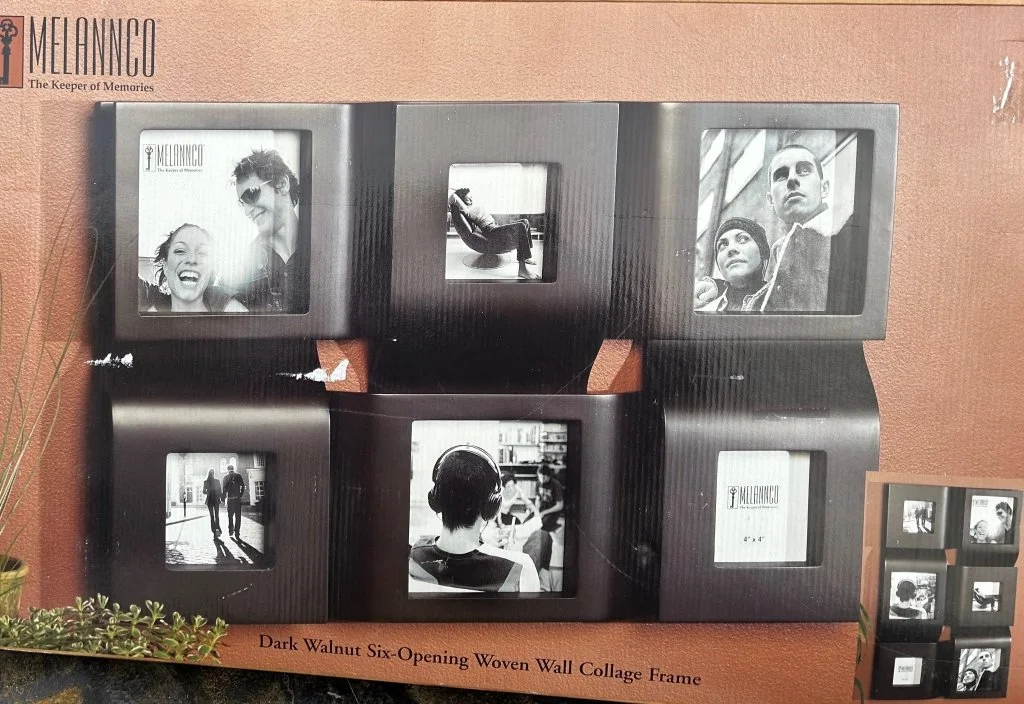 MELANNCO
The Keeper of Memories
MELANNCO
The Keeper of Memories
MELANNCO
The Keeper of Memories
4" x 4"
Dark Walnut Six-Opening Woven Wall Collage Frame
MELANNCO